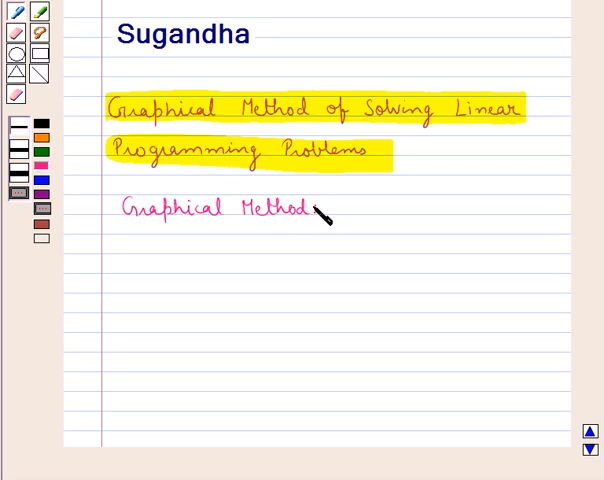 Sugandha
Graphical Method of Solving Linear
Programming Problems
Graphical Method: